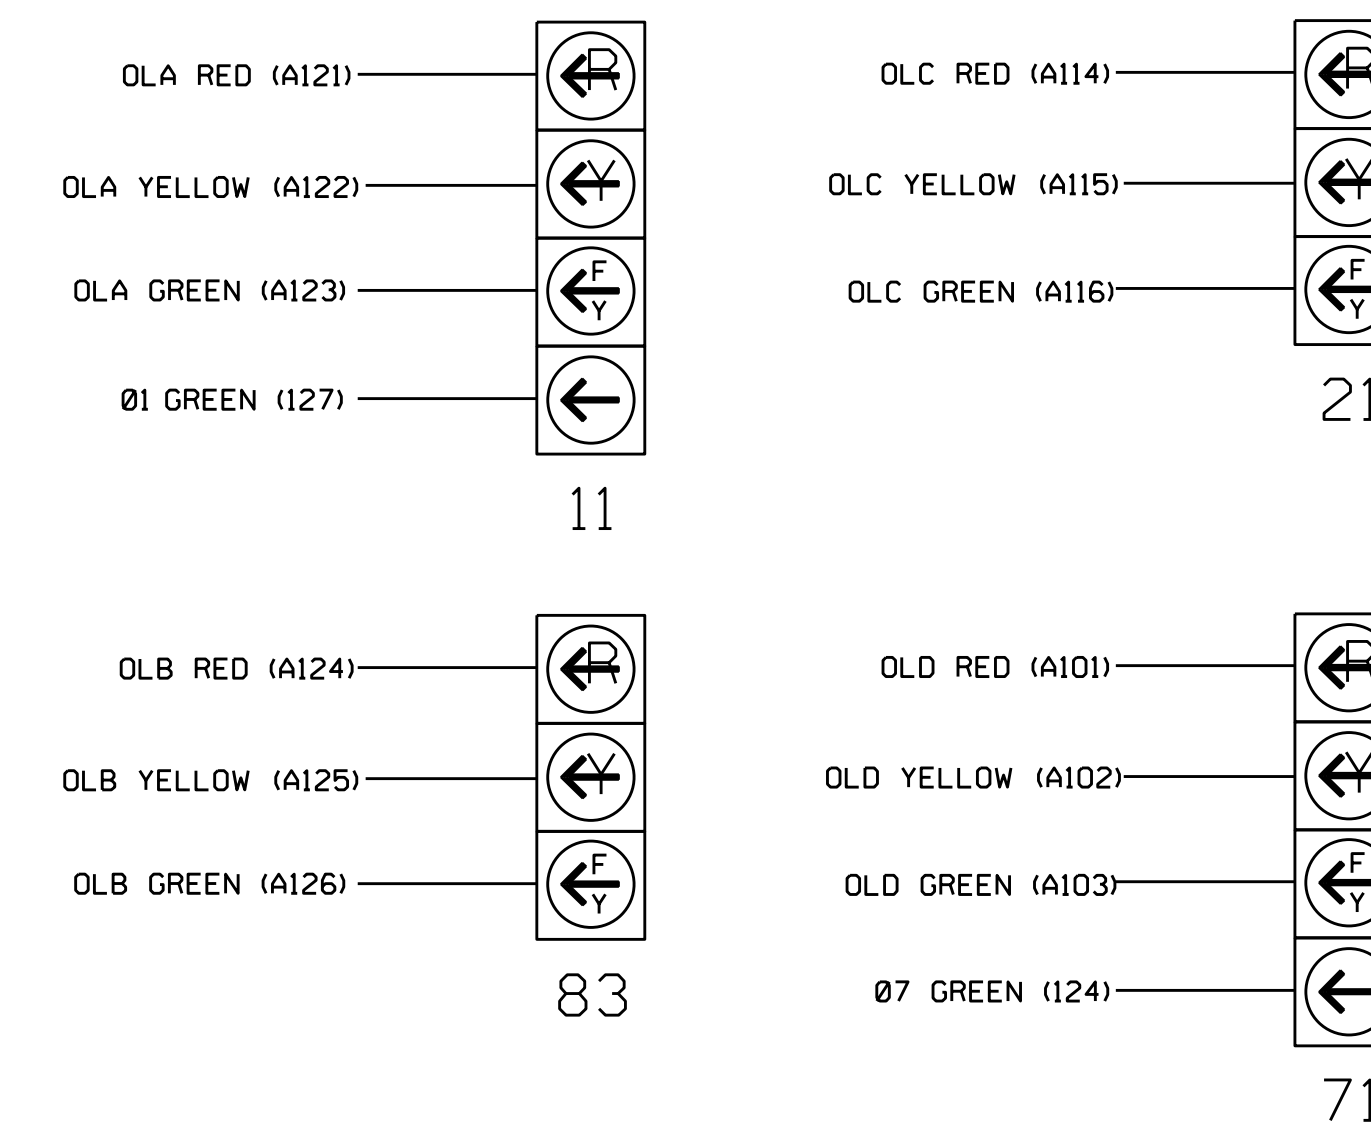 OLA RED (A121)
R
OLA YELLOW (A122)
Y
OLA GREEN (A123)
F
Y
Ø1 GREEN (127)
11
OLC RED (A114)
R
OLC YELLOW (A115)
Y
OLC GREEN (A116)
F
Y
21
OLB RED (A124)
R
OLB YELLOW (A125)
Y
OLB GREEN (A126)
F
Y
83
OLD RED (A101)
R
OLD YELLOW (A102)
Y
OLD GREEN (A103)
F
Y
Ø7 GREEN (124)
71